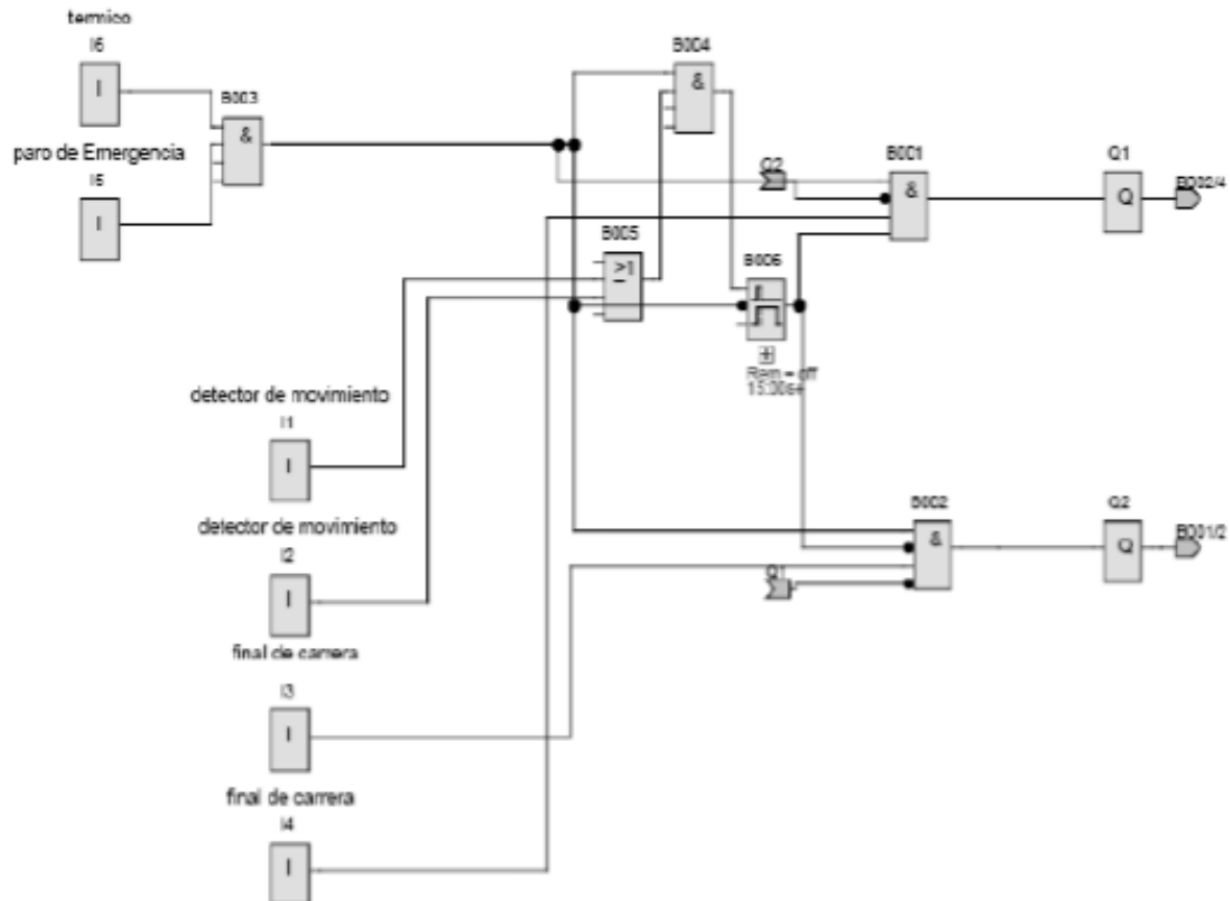 termico
I6
I
B003
&
paro de Emergencia
I5
I
B004
&
Q2
B001
&
Q1
Q
B002/4
B005
>1
B006
Rem = off
detector de movimiento
I1
I
detector de movimiento
I2
I
B002
&
Q2
Q
B001/2
Q1
final de carrera
I3
I
final de carrera
I4
I